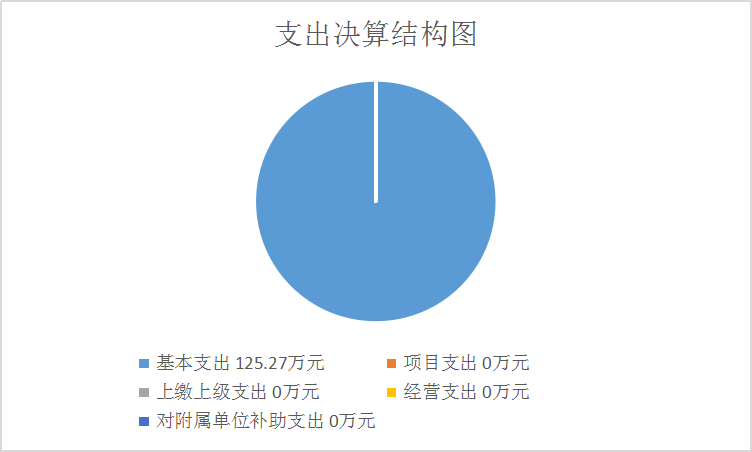 支出决算结构图
基本支出 125.27万元
项目支出 0万元
上缴上级支出 0万元
经营支出 0万元
对附属单位补助支出 0万元